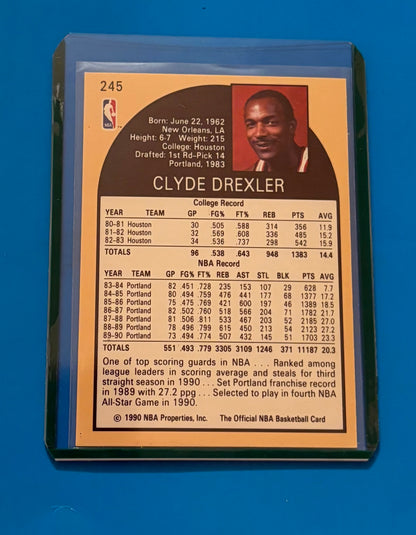 245
NBA
Born: June 22, 1962
New Orleans, LA
Height: 6-7 Weight: 215
College: Houston
Drafted: 1st Rd-Pick 14
Portland, 1983
CLYDE DREXLER
College Record
YEAR TEAM GP FG% FT% REB PTS AVG
80-81 Houston 30 .505 .588 314 356 11.9
81-82 Houston 32 .569 .608 336 485 15.2
82-83 Houston 34 .536 .737 298 542 15.9
TOTALS 96 .538 .643 948 1383 14.4
NBA Record
YEAR TEAM GP FG% FT% REB AST STL BLK PTS AVG
83-84 Portland 82 .451 .728 235 153 107 29 628 7.7
84-85 Portland 80 .494 .759 476 441 177 68 1377 17.2
85-86 Portland 75 .475 .769 421 600 197 46 1389 18.5
86-87 Portland 82 .502 .760 518 566 204 71 1782 21.7
87-88 Portland 81 .506 .811 533 467 203 52 2185 27.0
88-89 Portland 78 .496 .799 615 450 213 54 2123 27.2
89-90 Portland 73 .494 .774 507 432 145 51 1703 23.3
TOTALS 551 .493 .779 3305 3109 1246 371 11187 20.3
One of top scoring guards in NBA . . . Ranked among
league leaders in scoring average and steals for third
straight season in 1990 . . . Set Portland franchise record
in 1989 with 27.2 ppg . . . Selected to play in fourth NBA
All-Star Game in 1990.
© 1990 NBA Properties, Inc. The Official NBA Basketball Card